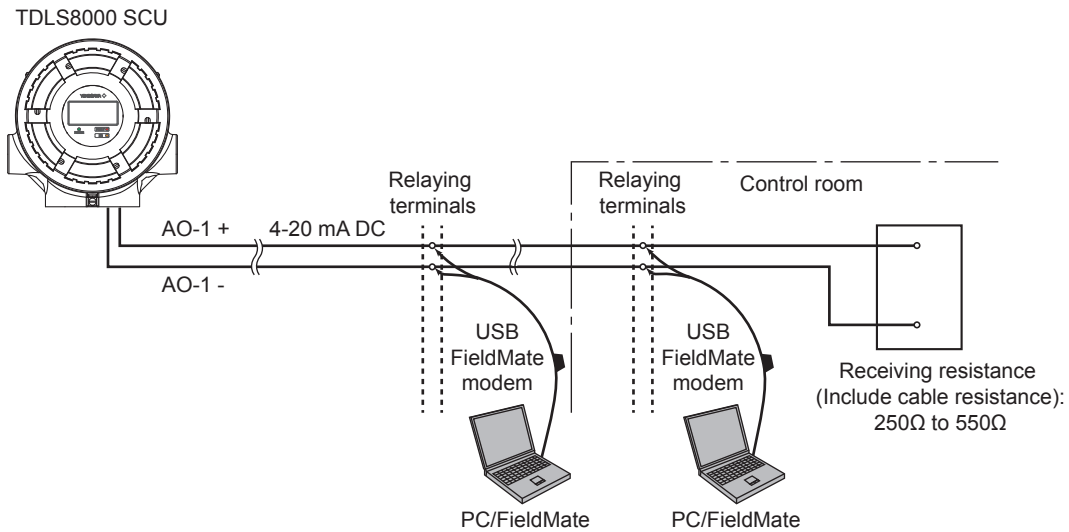 TDLS8000 SCU
Relaying
terminals
Relaying
terminals
Control room
AO-1 +
4-20 mA DC
AO-1 -
USB
FieldMate
modem
USB
FieldMate
modem
Receiving resistance
(Include cable resistance):
250Ω to 550Ω
PC/FieldMate
PC/FieldMate